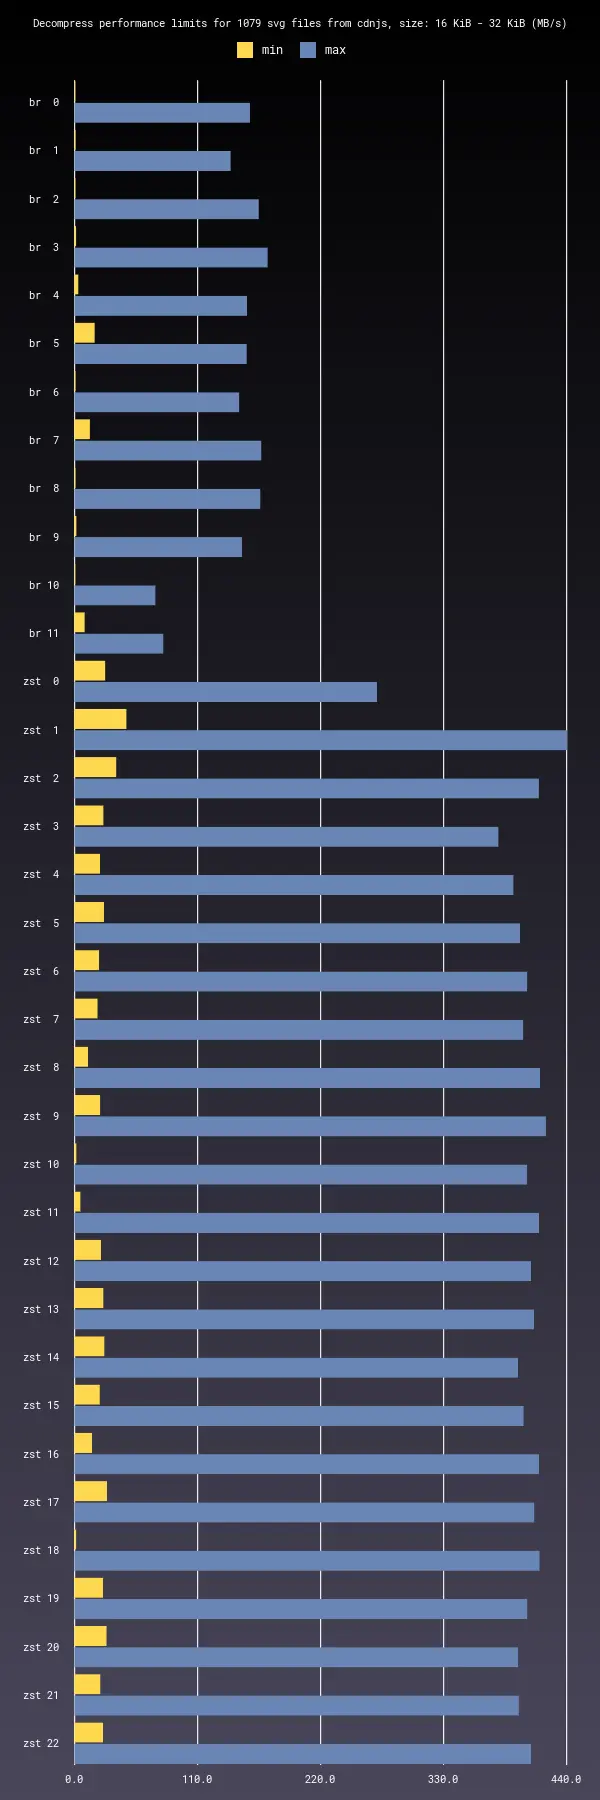 Decompress performance limits for 1079 svg files from cdnjs, size: 16 KiB - 32 KiB (MB/s)
min max
br 0
br 1
br 2
br 3
br 4
br 5
br 6
br 7
br 8
br 9
br 10
br 11
zst 0
zst 1
zst 2
zst 3
zst 4
zst 5
zst 6
zst 7
zst 8
zst 9
zst 10
zst 11
zst 12
zst 13
zst 14
zst 15
zst 16
zst 17
zst 18
zst 19
zst 20
zst 21
zst 22
0.0 110.0 220.0 330.0 440.0